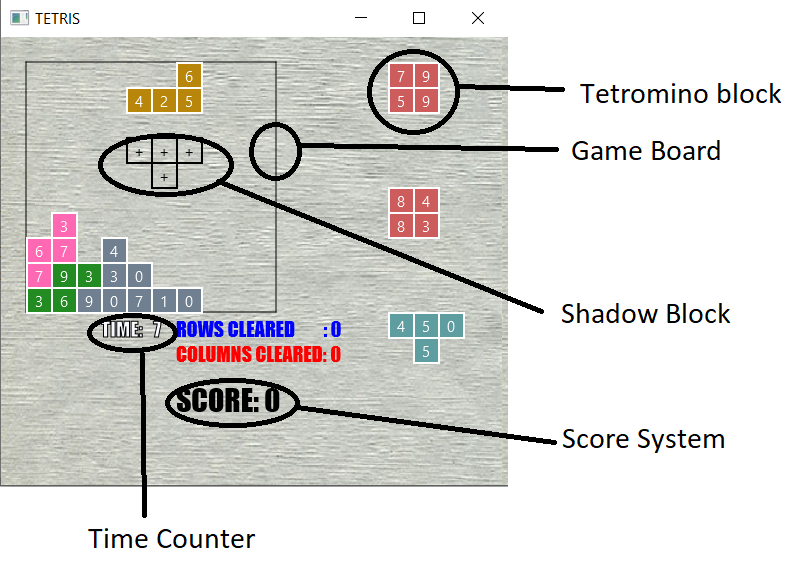 TETRIS
6
4 2 5
7 9
5 9
Tetromino block
+ + +
+
Game Board
8 4
8 3
3
6 7 4
7 9 3 3 0
3 6 9 0 7 1 0
Shadow Block
TIME: 7 ROWS CLEARED : 0
COLUMNS CLEARED: 0
4 5 0
5
SCORE: 0
Score System
Time Counter